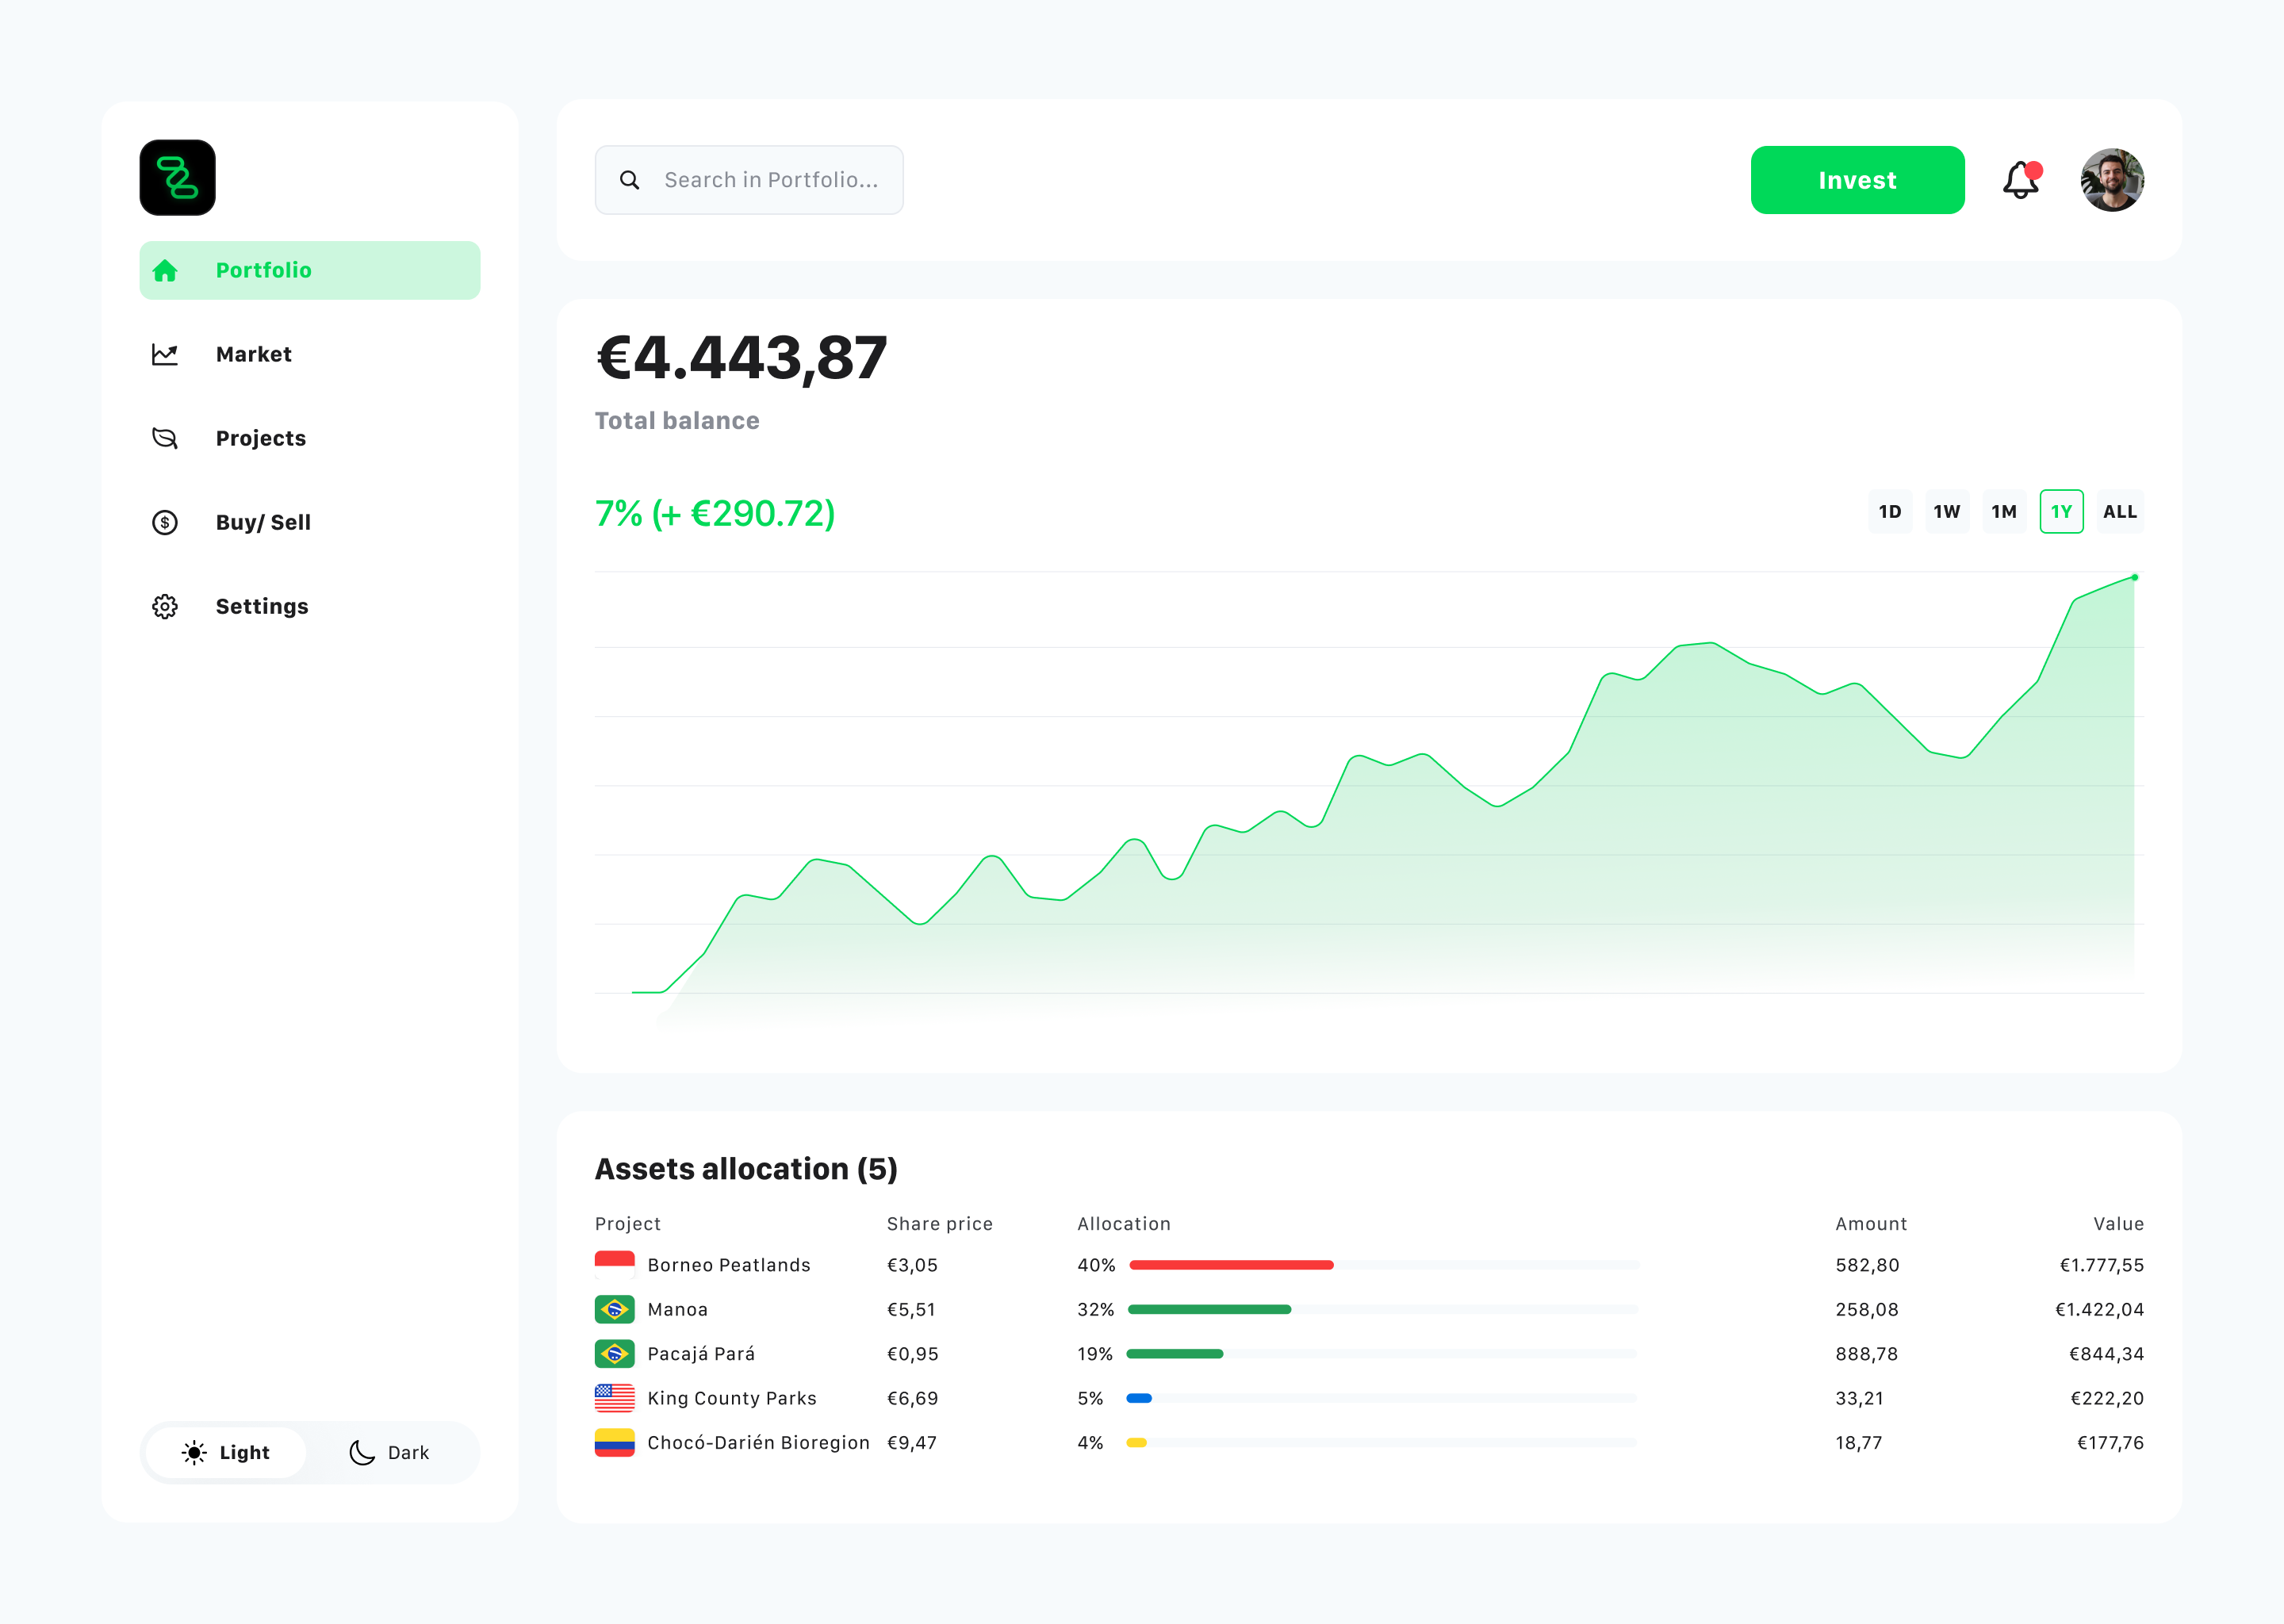 Portfolio
Market
Projects
Buy/ Sell
Settings
Light Dark
Search in Portfolio...
Invest
€4.443,87
Total balance
7% (+ €290.72)
1D 1W 1M 1Y ALL
Assets allocation (5)
Project Share price Allocation Amount Value
Borneo Peatlands €3,05 40% 582,80 €1.777,55
Manoa €5,51 32% 258,08 €1.422,04
Pacajá Pará €0,95 19% 888,78 €844,34
King County Parks €6,69 5% 33,21 €222,20
Chocó-Darién Bioregion €9,47 4% 18,77 €177,76